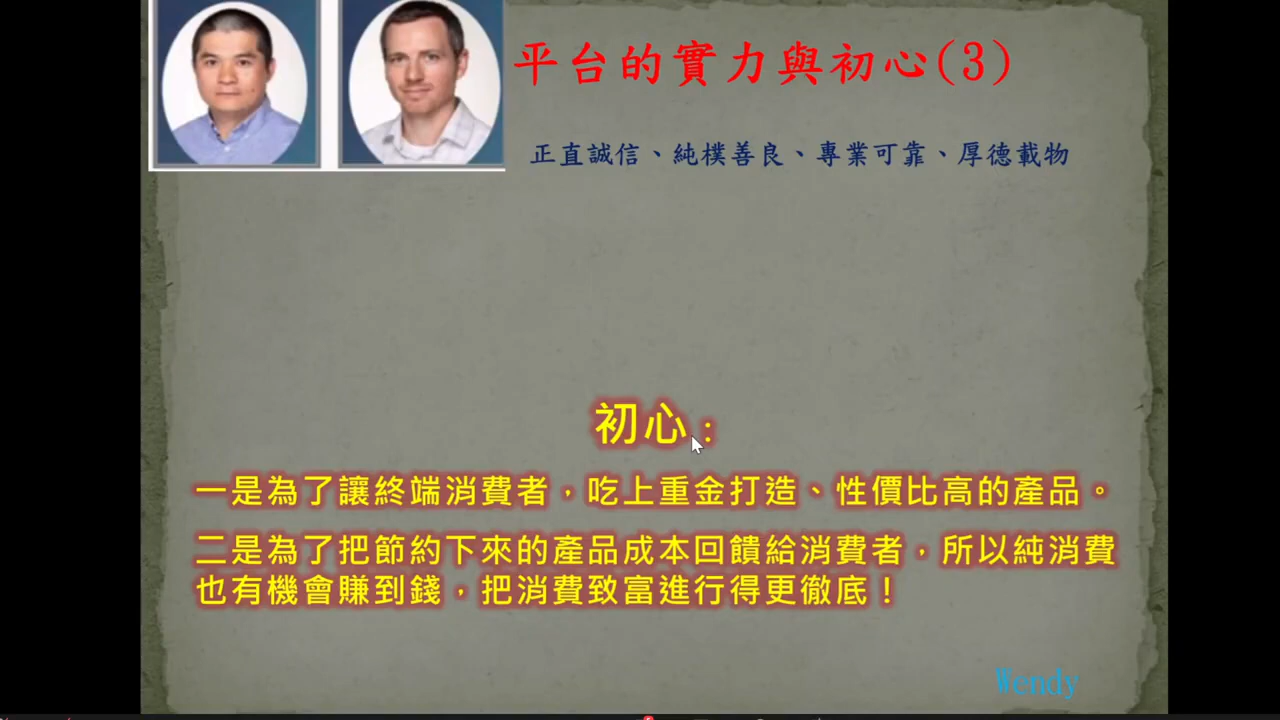 平台的實力與初心(3)
正直誠信、純樸善良、專業可靠、厚德載物
初心：
一是為了讓終端消費者，吃上重金打造、性價比高的產品。
二是為了把節約下來的產品成本回饋給消費者，所以純消費
也有機會賺到錢，把消費致富進行得更徹底！
Wendy